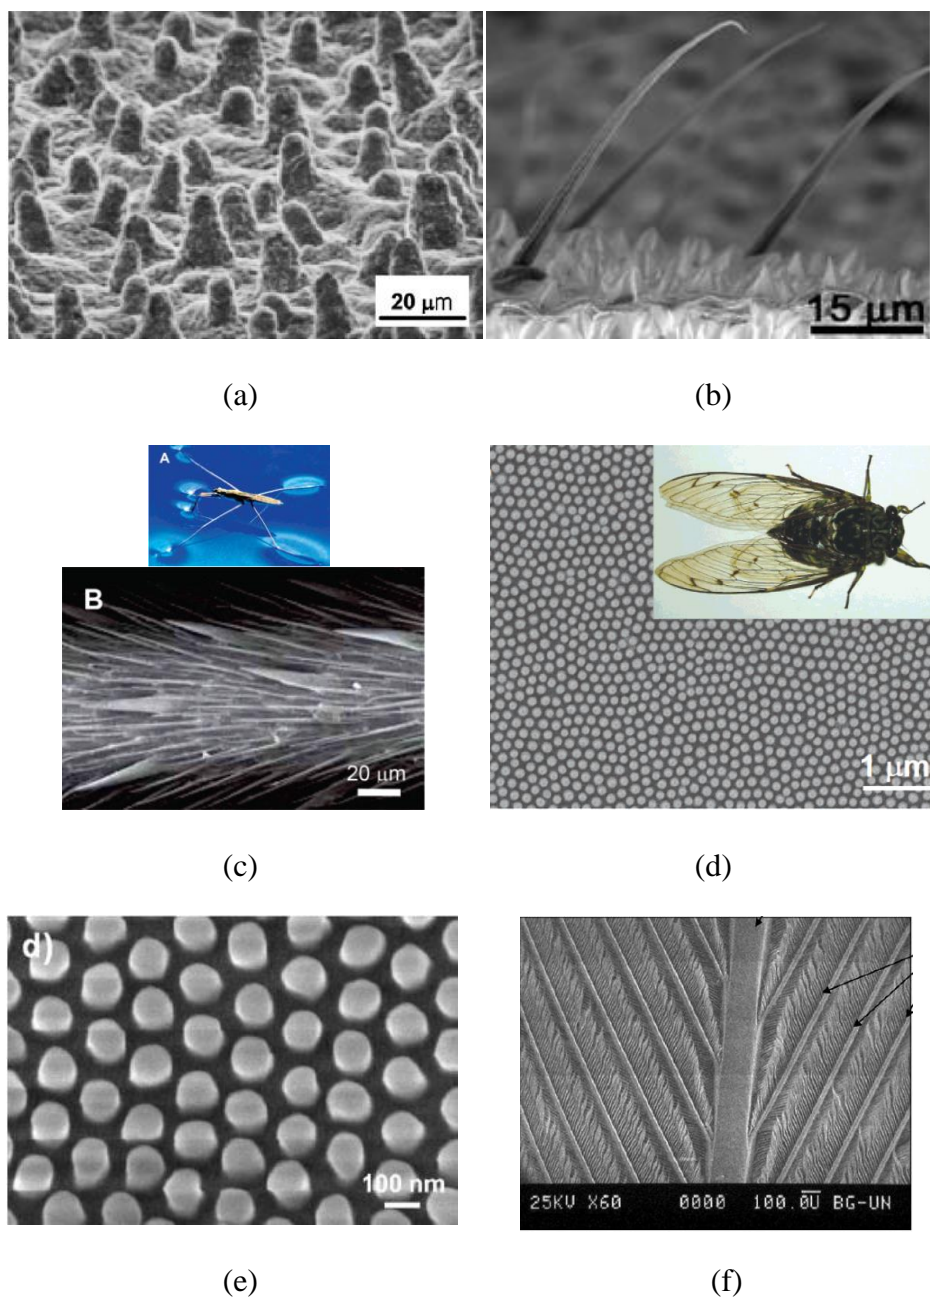 20 μm
15 μm
(a)
(b)
A
B
20 μm
1 μm
(c)
(d)
d)
100 nm
25KV X60 0000 100.0U BG-UN
(e)
(f)